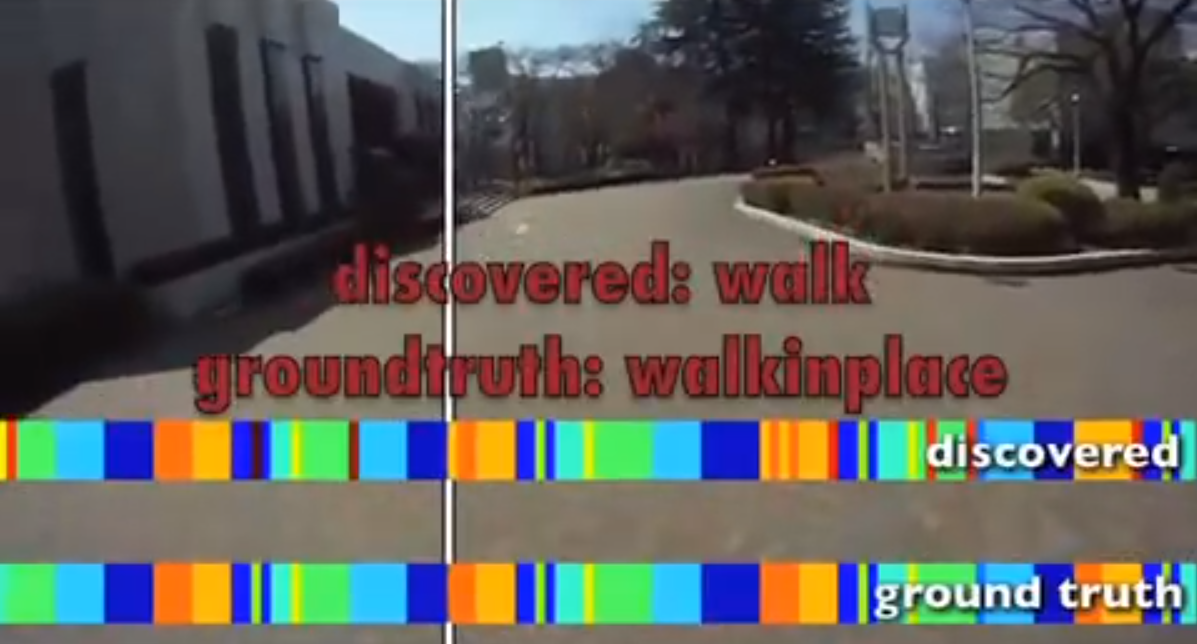 discovered: walk
groundtruth: walkinplace
discovered
ground truth